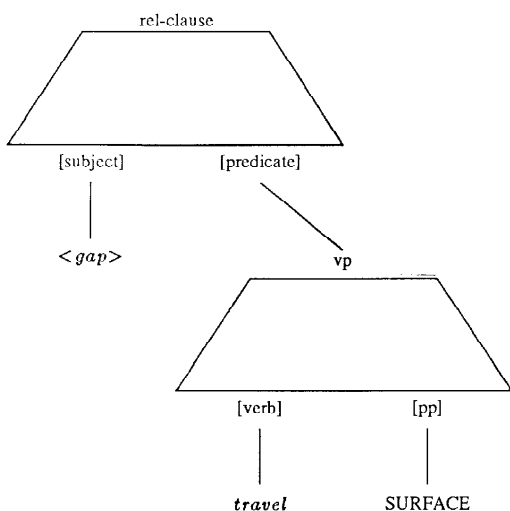 rel-clause
[subject] [predicate]
<gap>
vp
[verb] [pp]
travel SURFACE